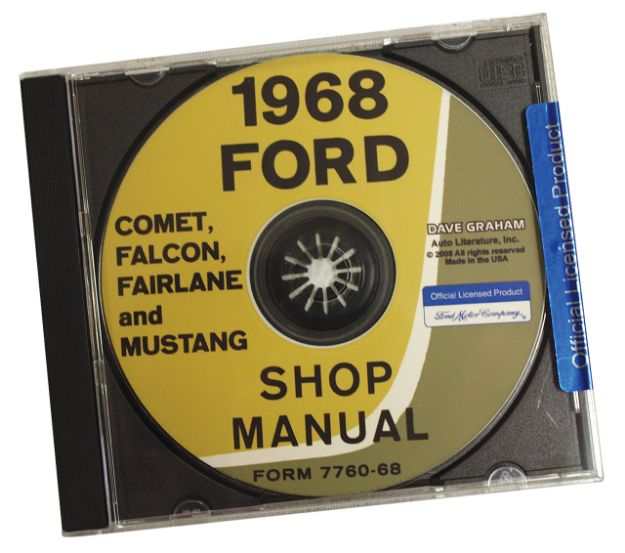 1968
FORD
COMET,
FALCON,
FAIRLANE
and
MUSTANG
DAVE GRAHAM
Auto Literature, Inc.
© 2008 All rights reserved
Made in the USA
Official Licensed Product
Ford Motor Company
SHOP
MANUAL
FORM 7760-68
Official Licensed Product